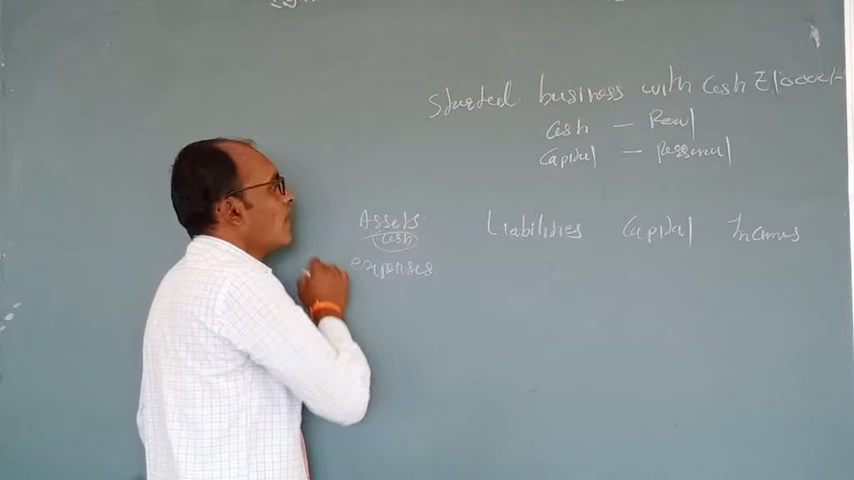 Started business with Cash ₹10000/-
Cash — Real
Capital — Personal
Assets Liabilities Capital Incomes
Cash
expenses